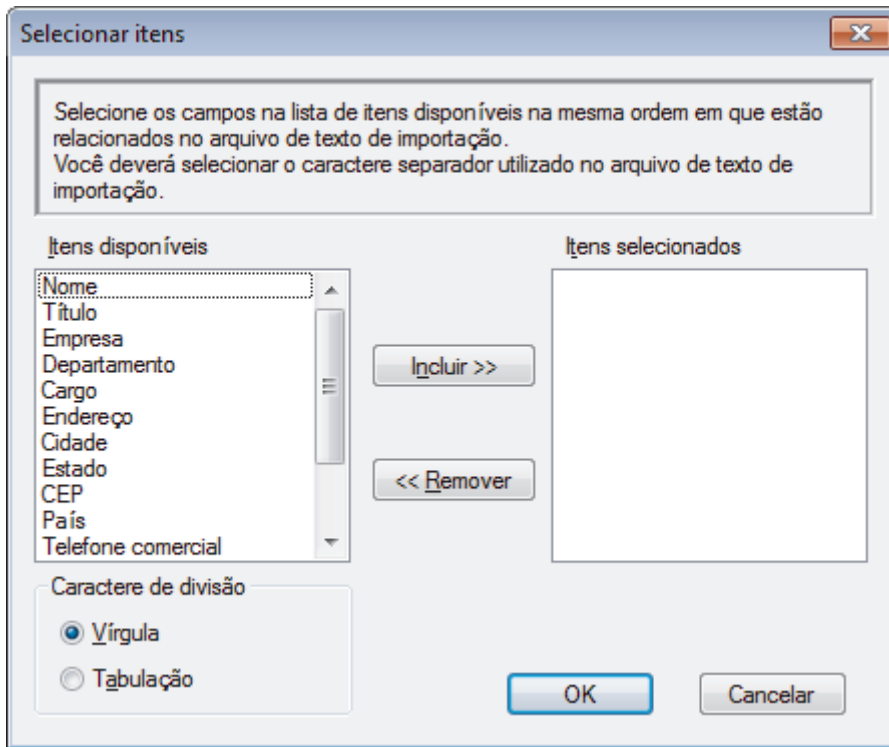 Selecionar itens
Selecione os campos na lista de itens disponíveis na mesma ordem em que estão
relacionados no arquivo de texto de importação.
Você deverá selecionar o caractere separador utilizado no arquivo de texto de
importação.
Itens disponíveis
Itens selecionados
Nome
Título
Empresa
Departamento
Cargo
Endereço
Cidade
Estado
CEP
País
Telefone comercial
Incluir >>
<< Remover
Caractere de divisão
Vírgula
Tabulação
OK
Cancelar